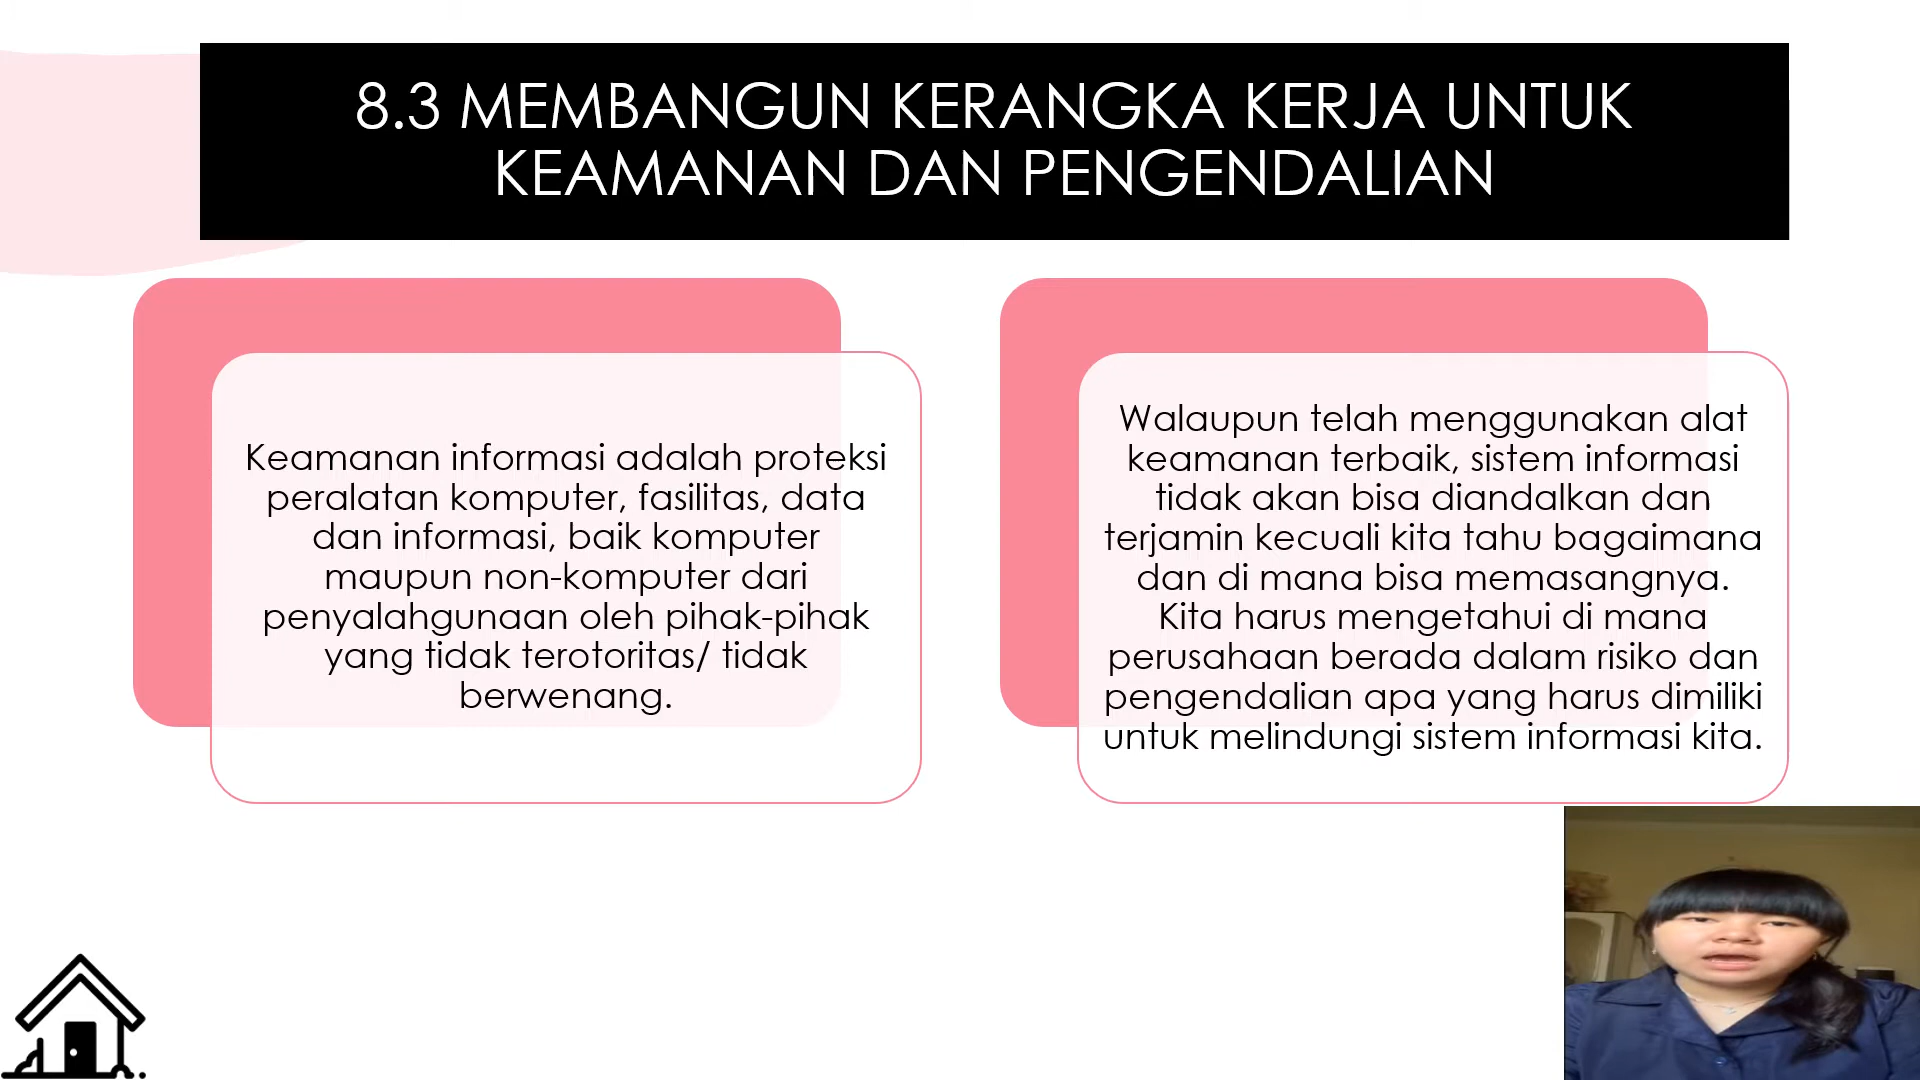 8.3 MEMBANGUN KERANGKA KERJA UNTUK
KEAMANAN DAN PENGENDALIAN
Keamanan informasi adalah proteksi
peralatan komputer, fasilitas, data
dan informasi, baik komputer
maupun non-komputer dari
penyalahgunaan oleh pihak-pihak
yang tidak terotoritas/ tidak
berwenang.
Walaupun telah menggunakan alat
keamanan terbaik, sistem informasi
tidak akan bisa diandalkan dan
terjamin kecuali kita tahu bagaimana
dan di mana bisa memasangnya.
Kita harus mengetahui di mana
perusahaan berada dalam risiko dan
pengendalian apa yang harus dimiliki
untuk melindungi sistem informasi kita.